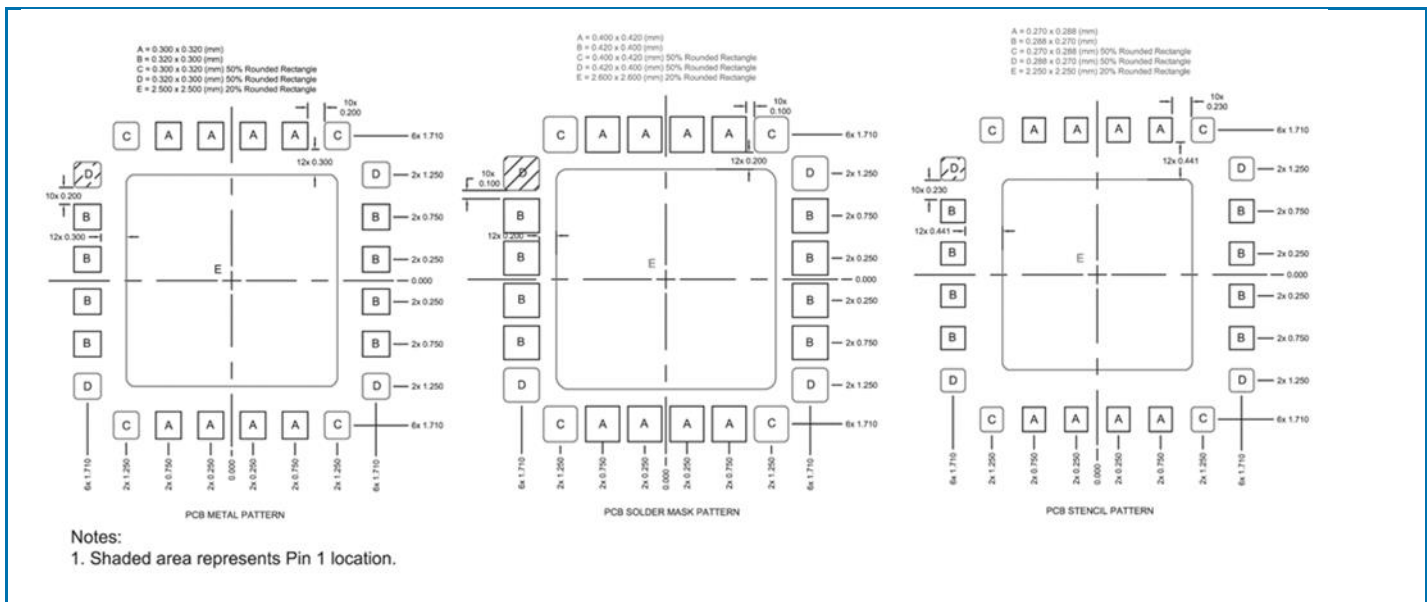 A = 0.300 x 0.320 (mm)
B = 0.320 x 0.300 (mm)
C = 0.300 x 0.320 (mm) 50% Rounded Rectangle
D = 0.320 x 0.300 (mm) 50% Rounded Rectangle
E = 2.500 x 2.500 (mm) 20% Rounded Rectangle
10x
0.200
C A A A A C
6x 1.710
12x 0.300
D D
2x 1.250
10x 0.200
B B
2x 0.750
12x 0.300
B B
2x 0.250
E
0.000
B B
2x 0.250
B B
2x 0.750
D D
2x 1.250
C A A A A C
6x 1.710
6x 1.710
2x 1.250
2x 0.750
2x 0.250
0.000
2x 0.250
2x 0.750
2x 1.250
6x 1.710
PCB METAL PATTERN
A = 0.400 x 0.420 (mm)
B = 0.420 x 0.400 (mm)
C = 0.400 x 0.420 (mm) 50% Rounded Rectangle
D = 0.420 x 0.400 (mm) 50% Rounded Rectangle
E = 2.600 x 2.600 (mm) 20% Rounded Rectangle
10x
0.100
C A A A A C
6x 1.710
12x 0.200
D D
2x 1.250
10x
0.100
B B
2x 0.750
12x 0.200
B B
2x 0.250
E
0.000
B B
2x 0.250
B B
2x 0.750
D D
2x 1.250
C A A A A C
6x 1.710
6x 1.710
2x 1.250
2x 0.750
2x 0.250
0.000
2x 0.250
2x 0.750
2x 1.250
6x 1.710
PCB SOLDER MASK PATTERN
A = 0.270 x 0.288 (mm)
B = 0.288 x 0.270 (mm)
C = 0.270 x 0.288 (mm) 50% Rounded Rectangle
D = 0.288 x 0.270 (mm) 50% Rounded Rectangle
E = 2.250 x 2.250 (mm) 20% Rounded Rectangle
10x
0.230
C A A A A C
6x 1.710
12x 0.441
D D
2x 1.250
10x 0.230
B B
2x 0.750
12x 0.441
B B
2x 0.250
E
0.000
B B
2x 0.250
B B
2x 0.750
D D
2x 1.250
C A A A A C
6x 1.710
6x 1.710
2x 1.250
2x 0.750
2x 0.250
0.000
2x 0.250
2x 0.750
2x 1.250
6x 1.710
PCB STENCIL PATTERN
Notes:
1. Shaded area represents Pin 1 location.